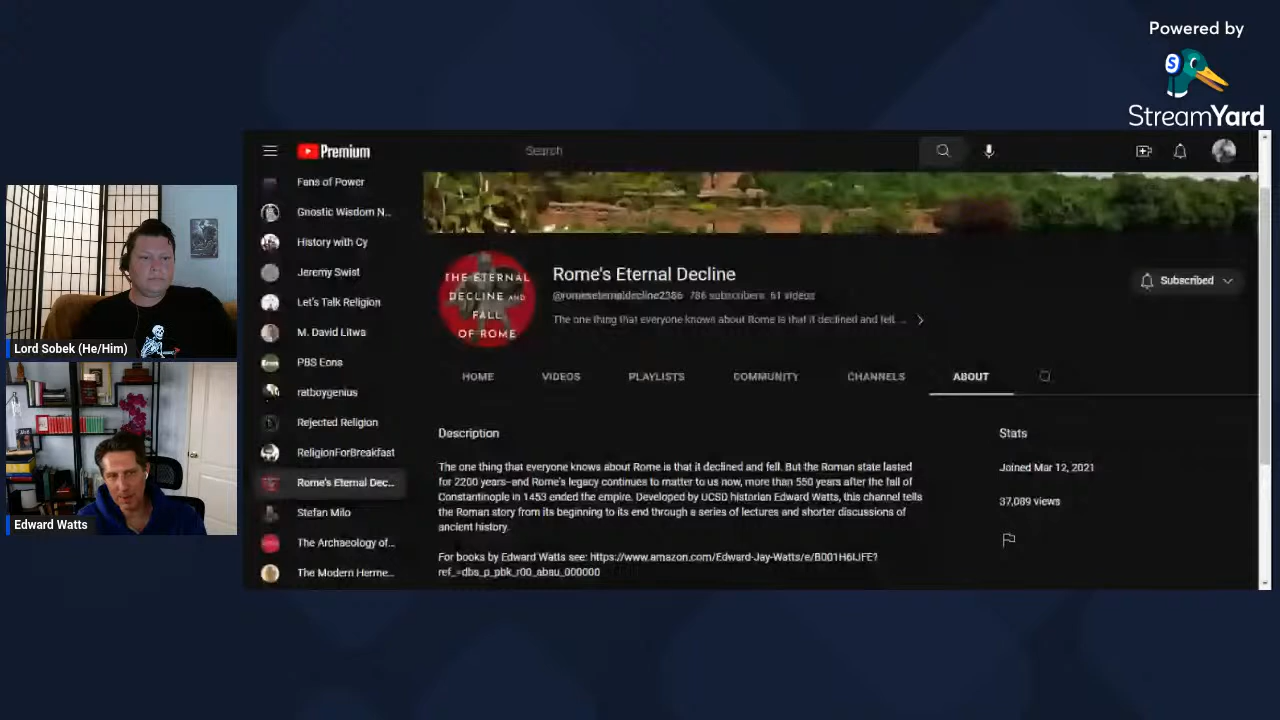 Powered by
StreamYard
Premium
Search
Fans of Power
Gnostic Wisdom N...
History with Cy
Jeremy Swist
Let's Talk Religion
M. David Litwa
PBS Eons
ratboygenius
Rejected Religion
ReligionForBreakfast
Rome's Eternal Dec...
Stefan Milo
The Archaeology of...
The Modern Herme...
THE ETERNAL
DECLINE AND
FALL
OF ROME
Rome's Eternal Decline
@romeseternaldecline2386 786 subscribers 61 videos
The one thing that everyone knows about Rome is that it declined and fell. ...
Subscribed
HOME VIDEOS PLAYLISTS COMMUNITY CHANNELS ABOUT
Description
The one thing that everyone knows about Rome is that it declined and fell. But the Roman state lasted
for 2200 years--and Rome's legacy continues to matter to us now, more than 550 years after the fall of
Constantinople in 1453 ended the empire. Developed by UCSD historian Edward Watts, this channel tells
the Roman story from its beginning to its end through a series of lectures and shorter discussions of
ancient history.
For books by Edward Watts see: https://www.amazon.com/Edward-Jay-Watts/e/B001H6IJFE?
ref_=dbs_p_pbk_r00_abau_000000
Stats
Joined Mar 12, 2021
37,089 views
Lord Sobek (He/Him)
Edward Watts